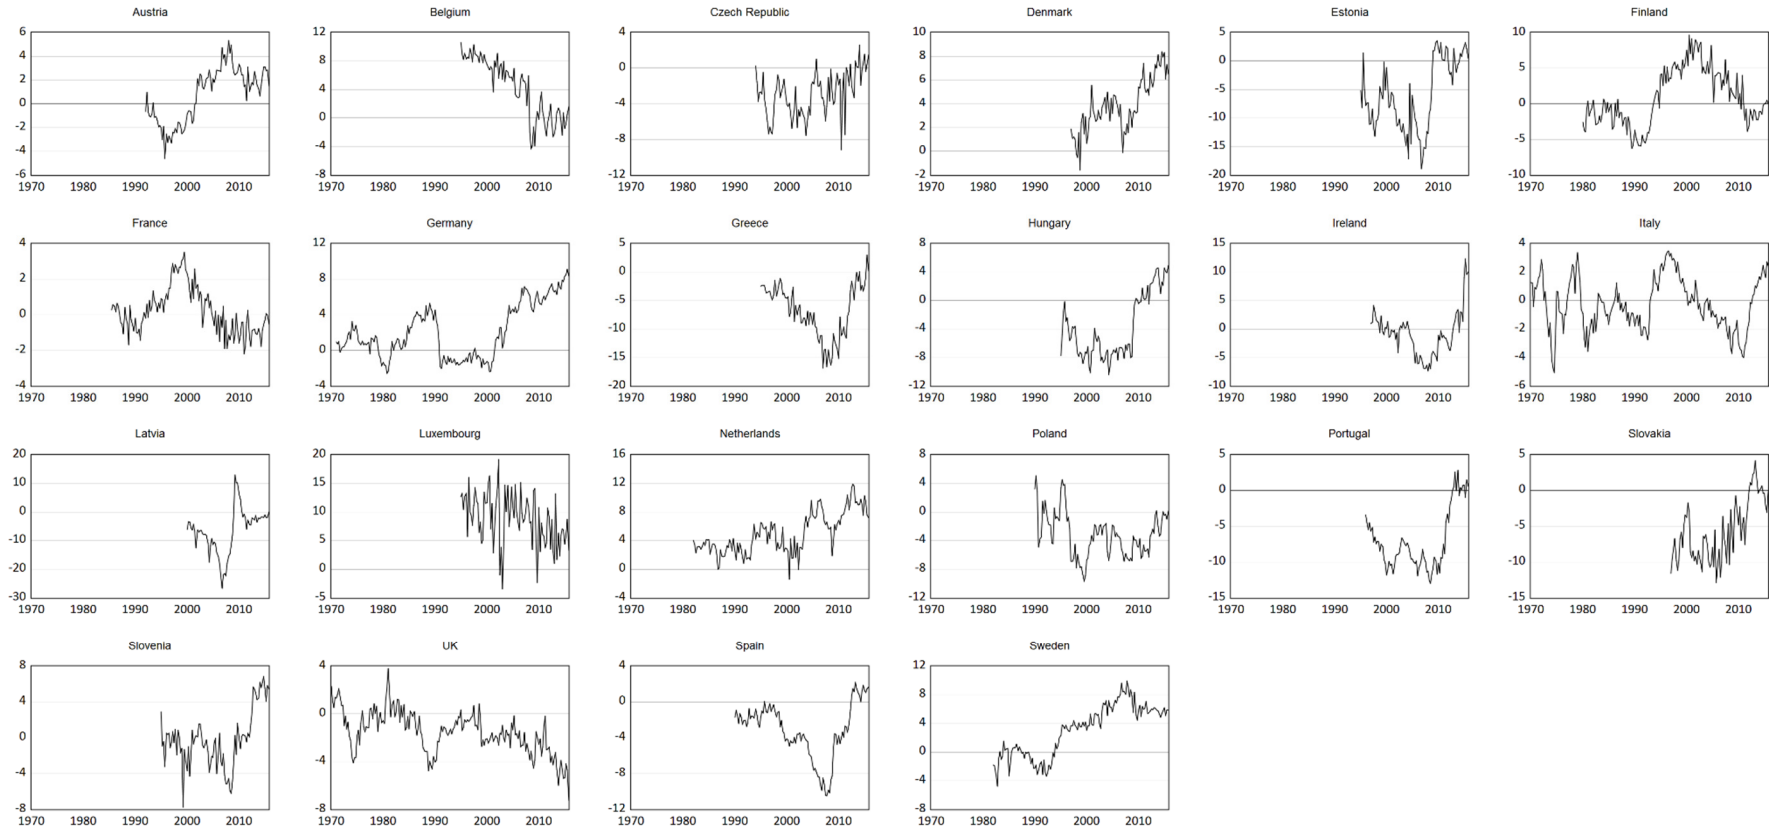 Austria Belgium Czech Republic Denmark Estonia Finland
6 12 4 10 5 10
4 8 0 8 0 5
2 4 -4 6 -5 0
0 0 -8 4 -10 -5
-2 -4 -12 2 -15 -10
-4 -8 0 -20
-6 -2
1970 1980 1990 2000 2010 1970 1980 1990 2000 2010 1970 1980 1990 2000 2010 1970 1980 1990 2000 2010 1970 1980 1990 2000 2010 1970 1980 1990 2000 2010
France Germany Greece Hungary Ireland Italy
4 12 5 8 15 4
2 8 0 4 10 2
0 4 -5 0 5 0
-2 0 -10 -4 0 -2
-4 -4 -15 -8 -5 -4
-20 -12 -10 -6
1970 1980 1990 2000 2010 1970 1980 1990 2000 2010 1970 1980 1990 2000 2010 1970 1980 1990 2000 2010 1970 1980 1990 2000 2010 1970 1980 1990 2000 2010
Latvia Luxembourg Netherlands Poland Portugal Slovakia
20 20 16 8 5 5
10 15 12 4 0 0
0 10 8 0 -5 -5
-10 5 4 -4 -10 -10
-20 0 0 -8 -15 -15
-30 -5 -4 -12
1970 1980 1990 2000 2010 1970 1980 1990 2000 2010 1970 1980 1990 2000 2010 1970 1980 1990 2000 2010 1970 1980 1990 2000 2010 1970 1980 1990 2000 2010
Slovenia UK Spain Sweden
8 4 4 12
4 0 0 8
0 -4 -4 4
-4 -8 -8 0
-8 -12 -4
-8
1970 1980 1990 2000 2010 1970 1980 1990 2000 2010 1970 1980 1990 2000 2010 1970 1980 1990 2000 2010